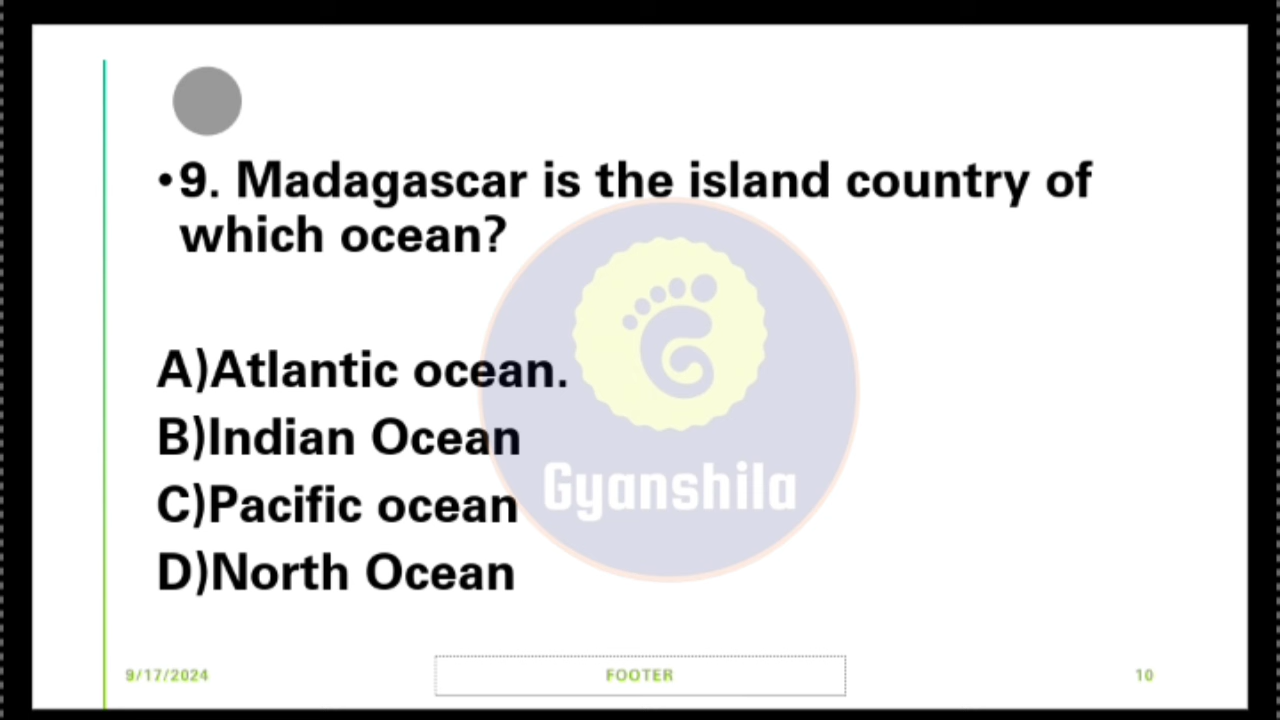 •9. Madagascar is the island country of
which ocean?
A)Atlantic ocean.
B)Indian Ocean
C)Pacific ocean
D)North Ocean
Gyanshila
9/17/2024
FOOTER
10